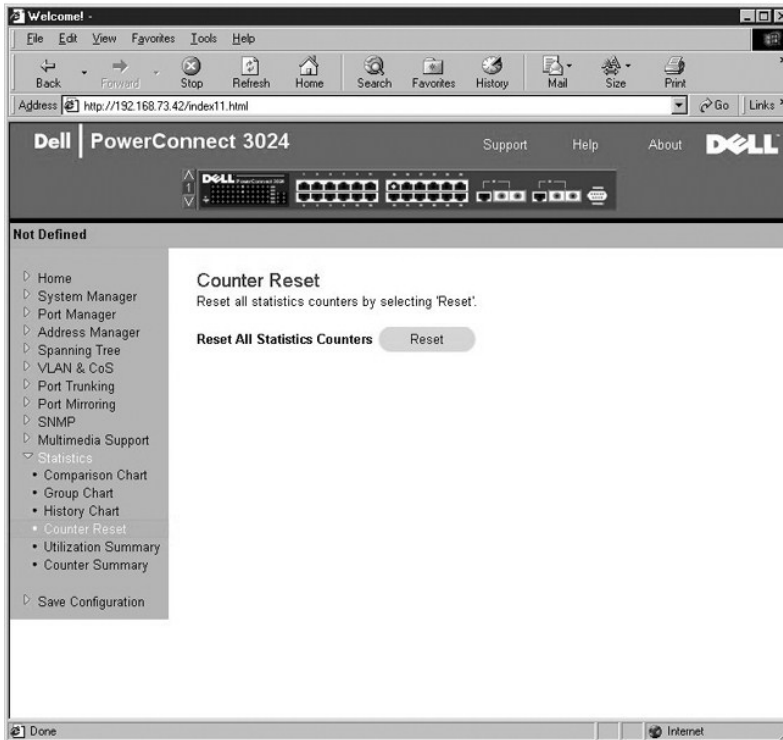 Welcome! -
File Edit View Favorites Tools Help
Back Forward Stop Refresh Home Search Favorites History Mail Size Print
Address http://192.168.73.42/index11.html Go Links
Dell | PowerConnect 3024 Support Help About DELL
DELL
1
Not Defined
Home
System Manager
Port Manager
Address Manager
Spanning Tree
VLAN & CoS
Port Trunking
Port Mirroring
SNMP
Multimedia Support
Statistics
• Comparison Chart
• Group Chart
• History Chart
• Counter Reset
• Utilization Summary
• Counter Summary
Save Configuration
Counter Reset
Reset all statistics counters by selecting 'Reset'.
Reset All Statistics Counters Reset
Done Internet